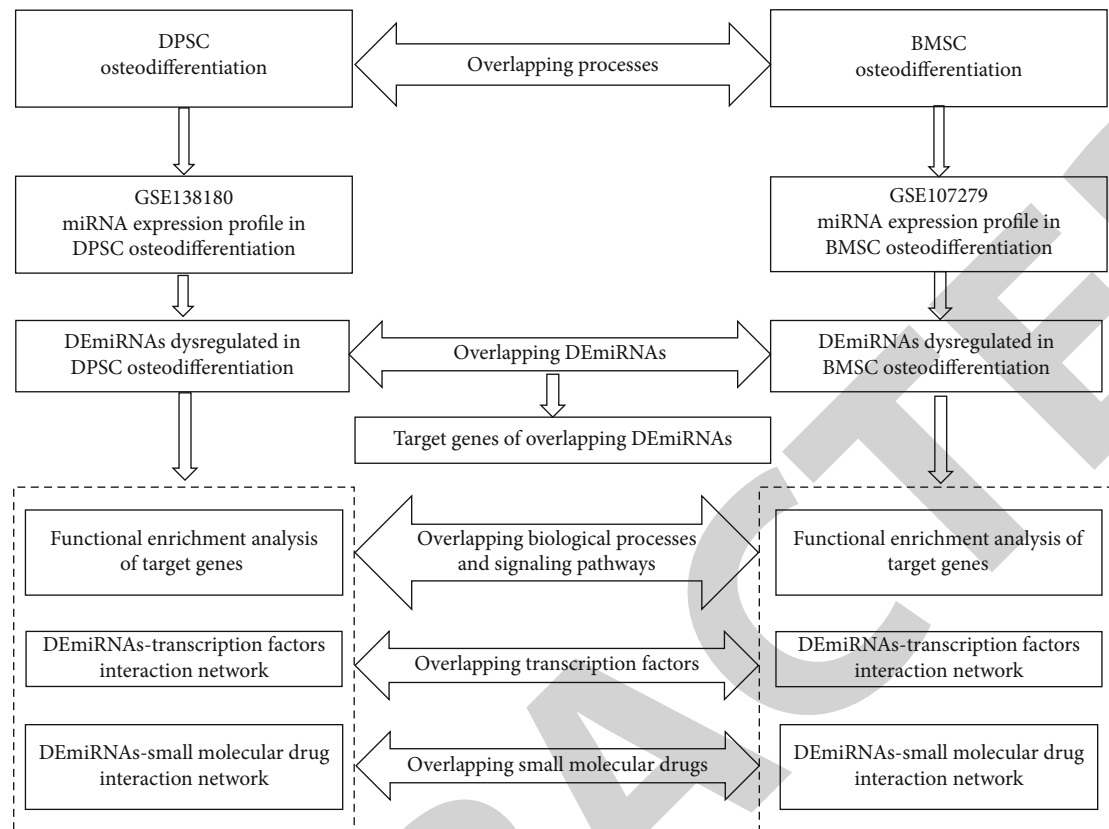 DPSC
osteodifferentiation
Overlapping processes
BMSC
osteodifferentiation
GSE138180
miRNA expression profile in
DPSC osteodifferentiation
GSE107279
miRNA expression profile in
BMSC osteodifferentiation
DEmiRNAs dysregulated in
DPSC osteodifferentiation
Overlapping DEmiRNAs
DEmiRNAs dysregulated in
BMSC osteodifferentiation
Target genes of overlapping DEmiRNAs
Functional enrichment analysis
of target genes
Overlapping biological processes
and signaling pathways
Functional enrichment analysis of
target genes
DEmiRNAs-transcription factors
interaction network
Overlapping transcription factors
DEmiRNAs-transcription factors
interaction network
DEmiRNAs-small molecular drug
interaction network
Overlapping small molecular drugs
DEmiRNAs-small molecular drug
interaction network